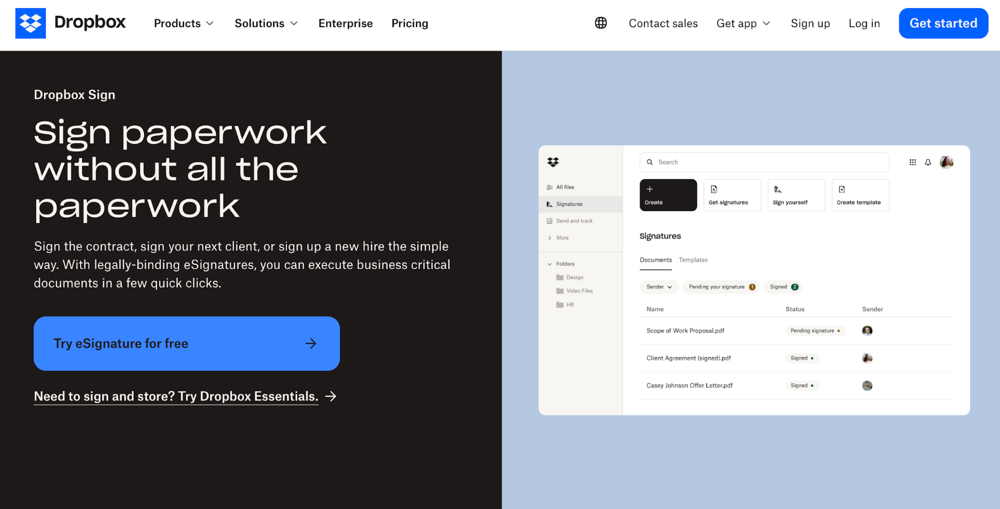 Dropbox
Products
Solutions
Enterprise
Pricing
Contact sales
Get app
Sign up
Log in
Get started
Dropbox Sign
Sign paperwork
without all the
paperwork
Sign the contract, sign your next client, or sign up a new hire the simple
way. With legally-binding eSignatures, you can execute business critical
documents in a few quick clicks.
Try eSignature for free
Need to sign and store? Try Dropbox Essentials.
All files
Signatures
Send and track
More
Folders
Design
Video Files
HR
Search
Create
Get signatures
Sign yourself
Create template
Signatures
Documents
Templates
Sender
Pending your signature 1
Signed 2
Name
Status
Sender
Scope of Work Proposal.pdf
Pending signature
Client Agreement (signed).pdf
Signed
Casey Johnson Offer Letter.pdf
Signed